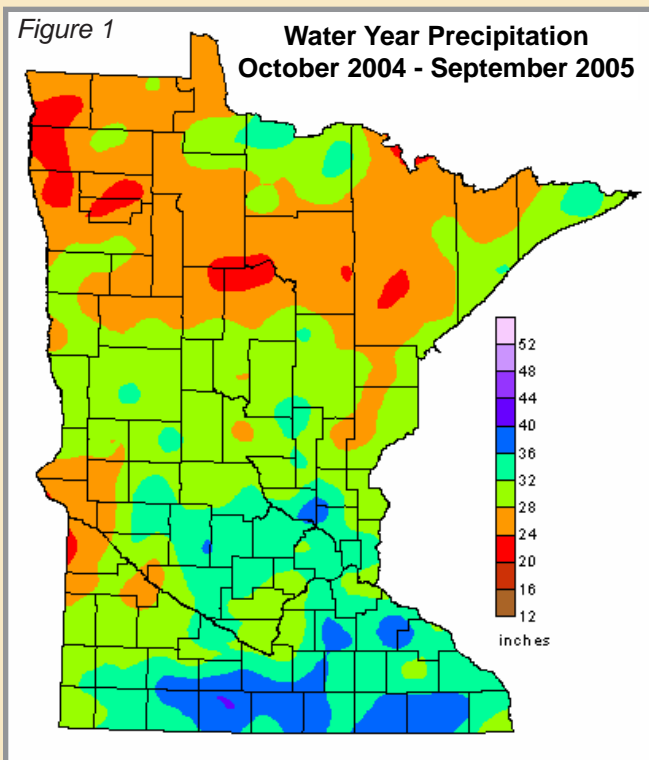 Figure 1
Water Year Precipitation
October 2004 - September 2005
52
48
44
40
36
32
28
24
20
16
12
inches